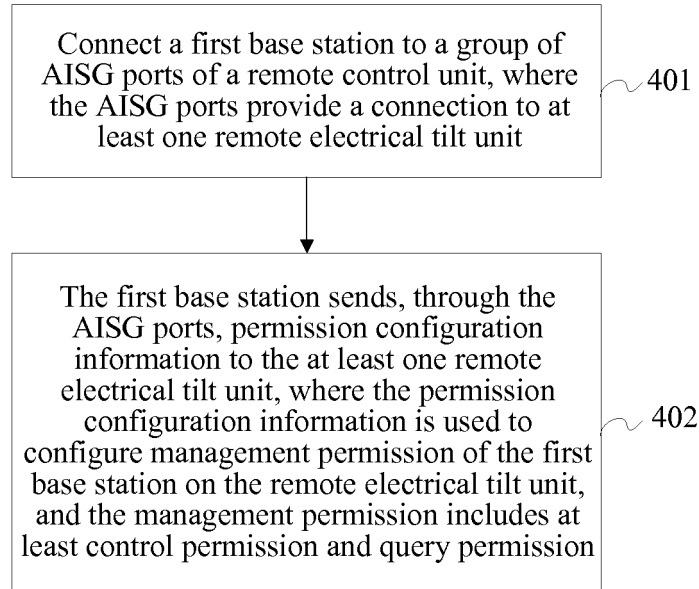 Connect a first base station to a group of
AISG ports of a remote control unit, where
the AISG ports provide a connection to at
least one remote electrical tilt unit
401
The first base station sends, through the
AISG ports, permission configuration
information to the at least one remote
electrical tilt unit, where the permission
configuration information is used to
configure management permission of the first
base station on the remote electrical tilt unit,
and the management permission includes at
least control permission and query permission
402